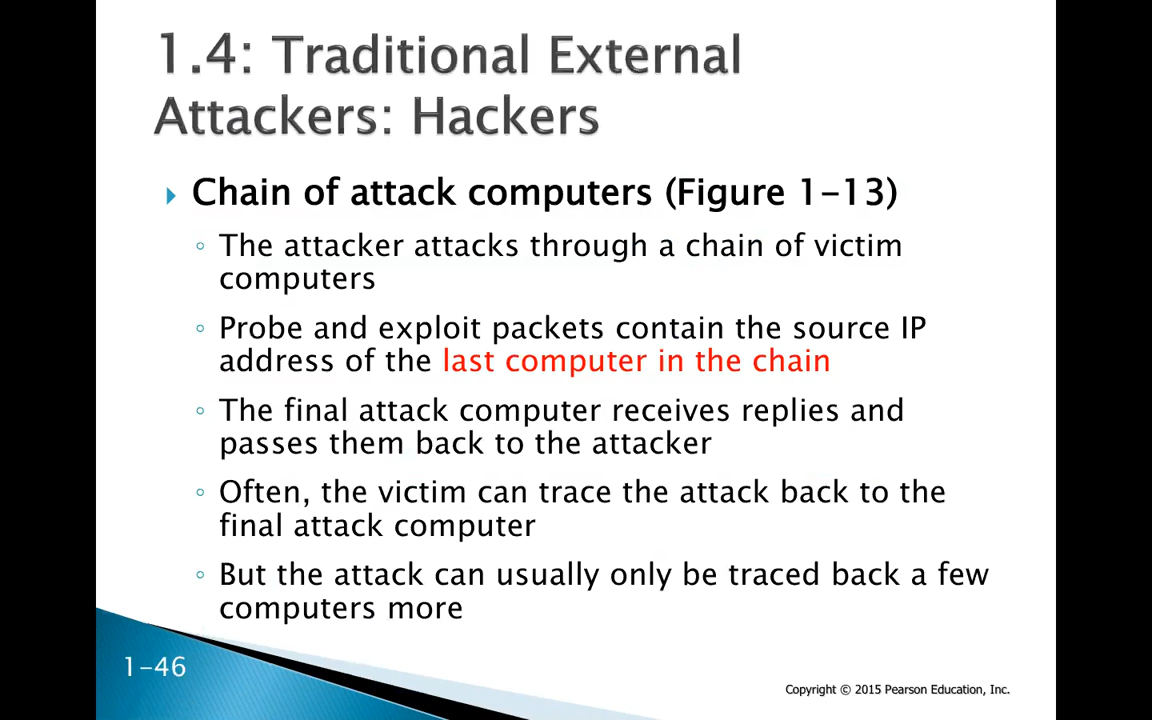 1.4: Traditional External
Attackers: Hackers
Chain of attack computers (Figure 1-13)
The attacker attacks through a chain of victim
computers
Probe and exploit packets contain the source IP
address of the last computer in the chain
The final attack computer receives replies and
passes them back to the attacker
Often, the victim can trace the attack back to the
final attack computer
But the attack can usually only be traced back a few
computers more
1-46
Copyright © 2015 Pearson Education, Inc.